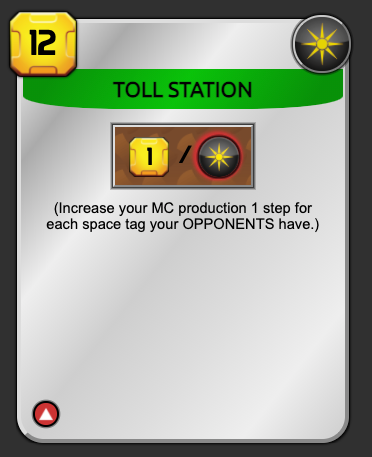 12
TOLL STATION
1 /
(Increase your MC production 1 step for
each space tag your OPPONENTS have.)